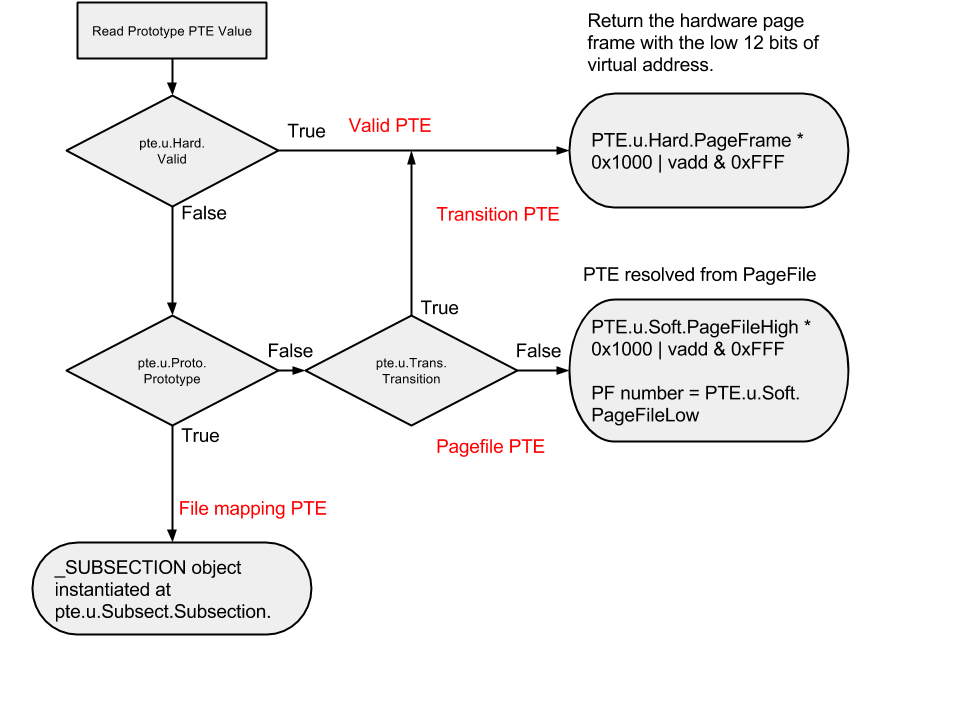 Read Prototype PTE Value
Return the hardware page
frame with the low 12 bits of
virtual address.
pte.u.Hard.
Valid
True
Valid PTE
PTE.u.Hard.PageFrame *
0x1000 | vadd & 0xFFF
False
Transition PTE
PTE resolved from PageFile
True
pte.u.Proto.
Prototype
False
pte.u.Trans.
Transition
False
PTE.u.Soft.PageFileHigh *
0x1000 | vadd & 0xFFF
PF number = PTE.u.Soft.
PageFileLow
True
Pagefile PTE
File mapping PTE
_SUBSECTION object
instantiated at
pte.u.Subsect.Subsection.